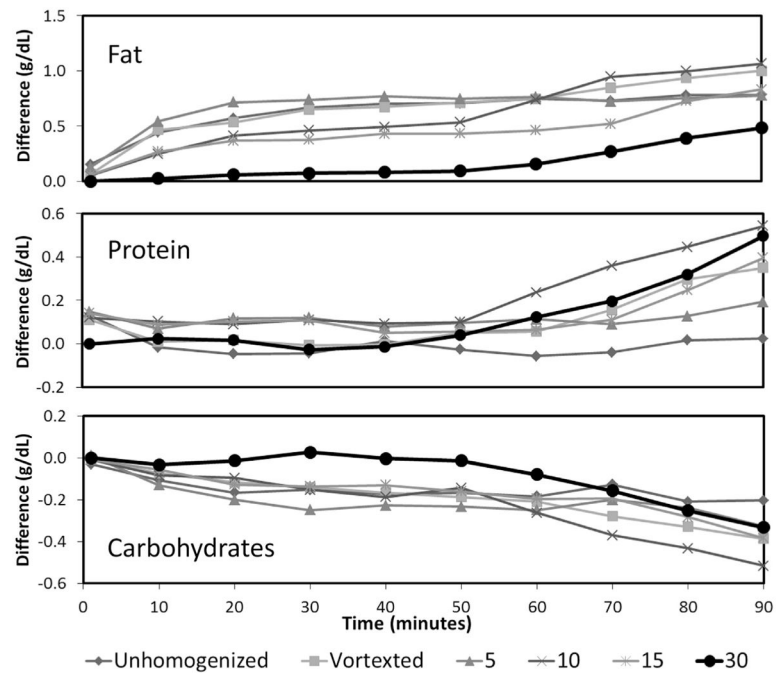 1.5
1.0
0.5
0.0
Difference (g/dL)
Fat
0.6
0.4
0.2
0.0
-0.2
Difference (g/dL)
Protein
0.2
0.0
-0.2
-0.4
-0.6
Difference (g/dL)
Carbohydrates
0 10 20 30 40 50 60 70 80 90
Time (minutes)
Unhomogenized Vortexted 5 10 15 30